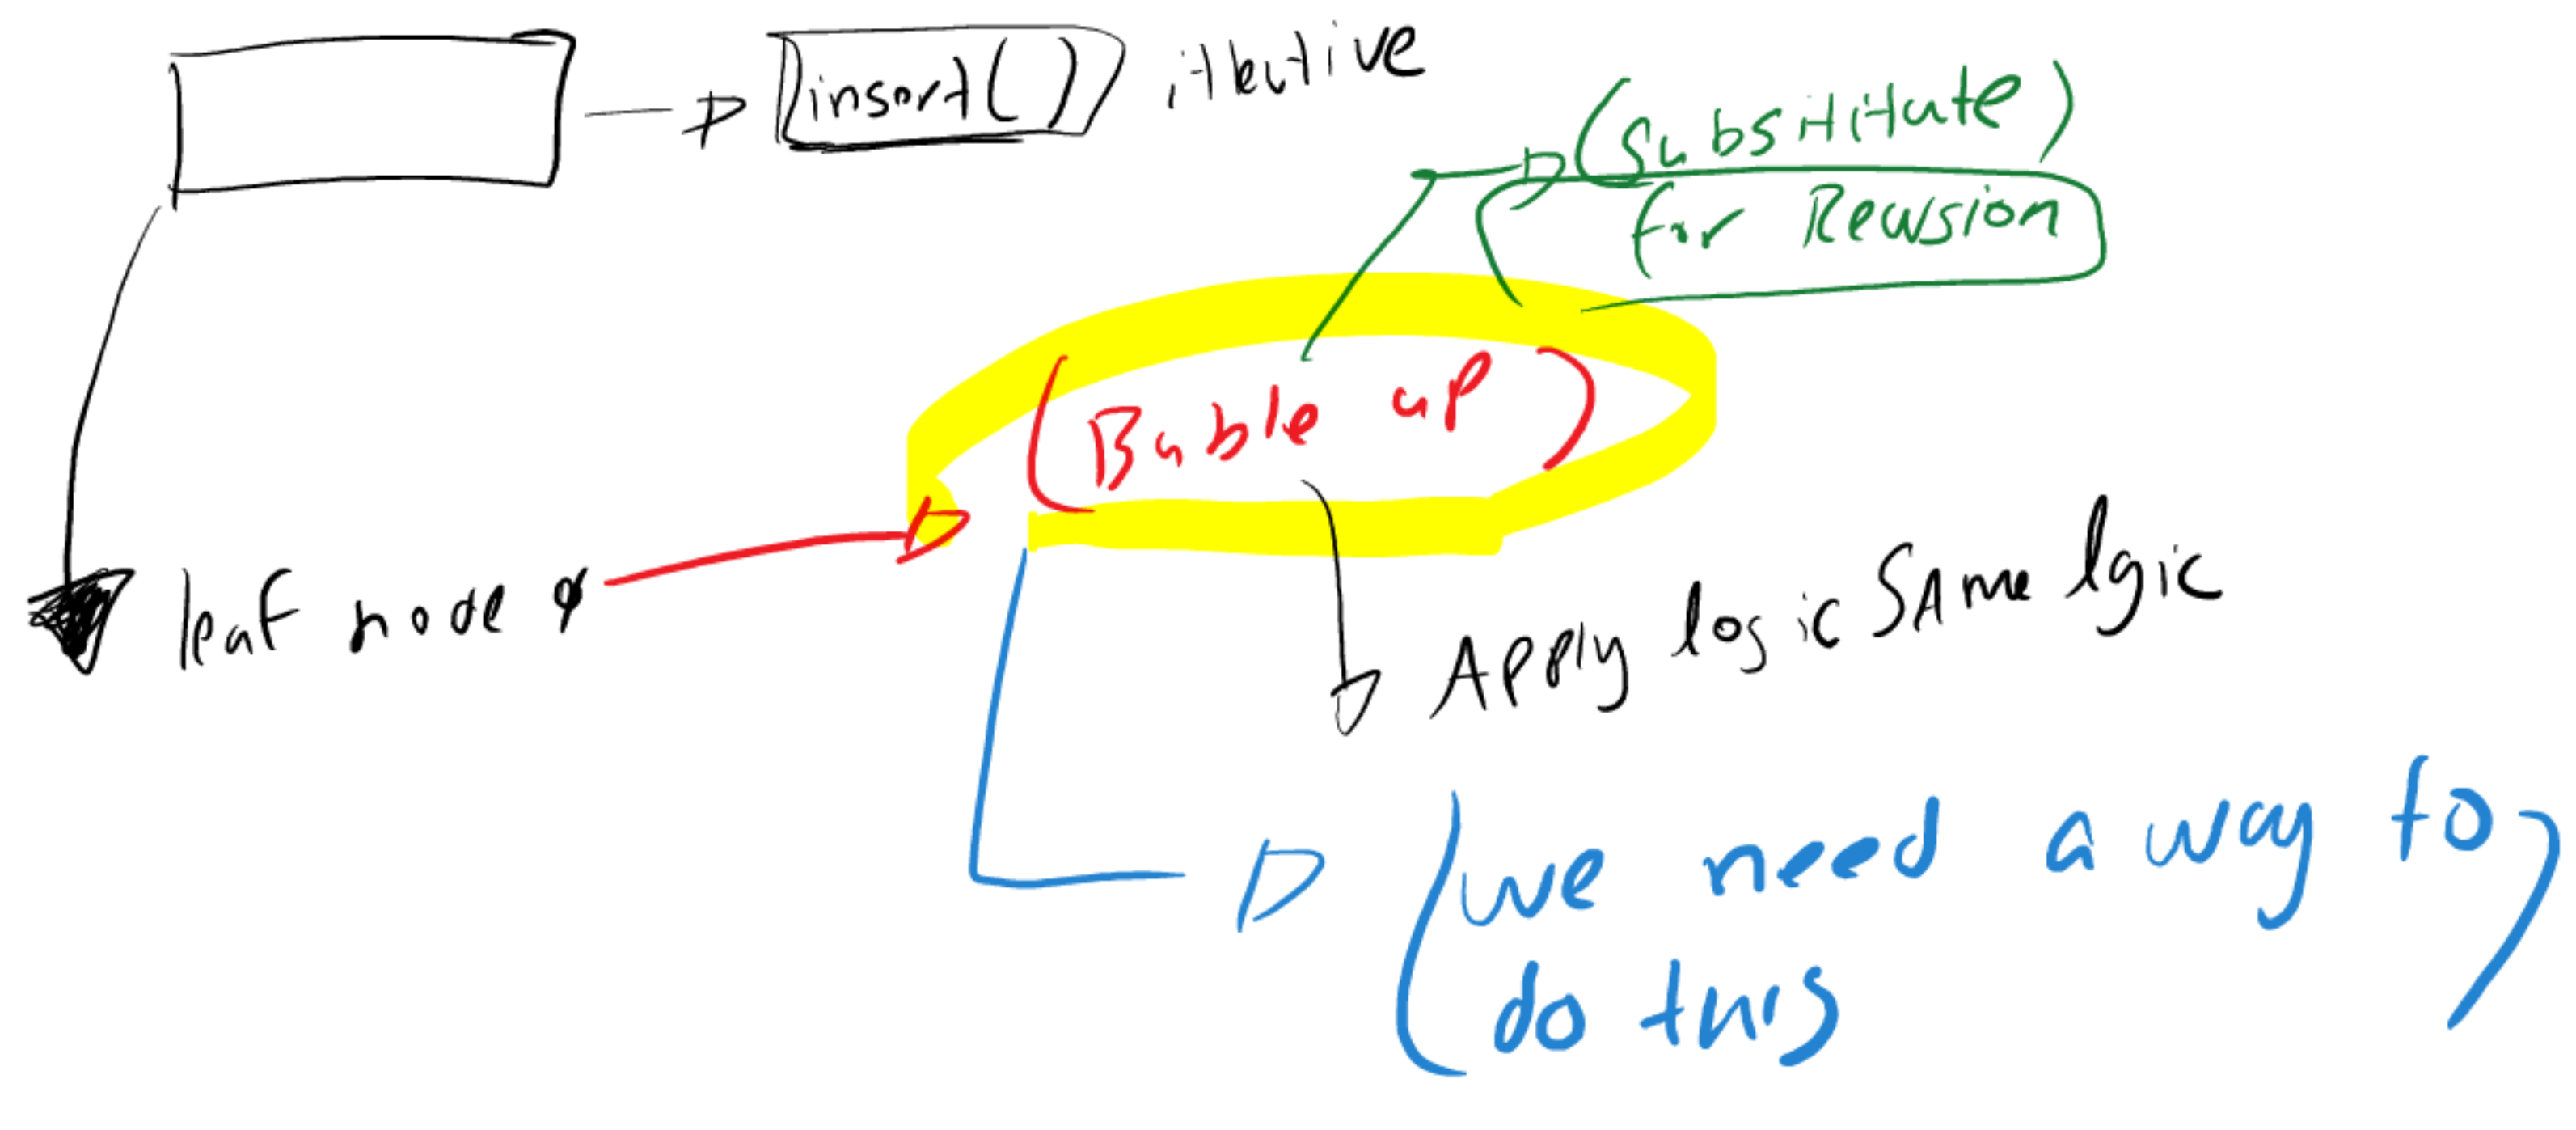 insert() iterative
(Substitute)
for Recursion
(Buble up)
leaf node
Apply logic SAme lgic
(we need a way to)
do this